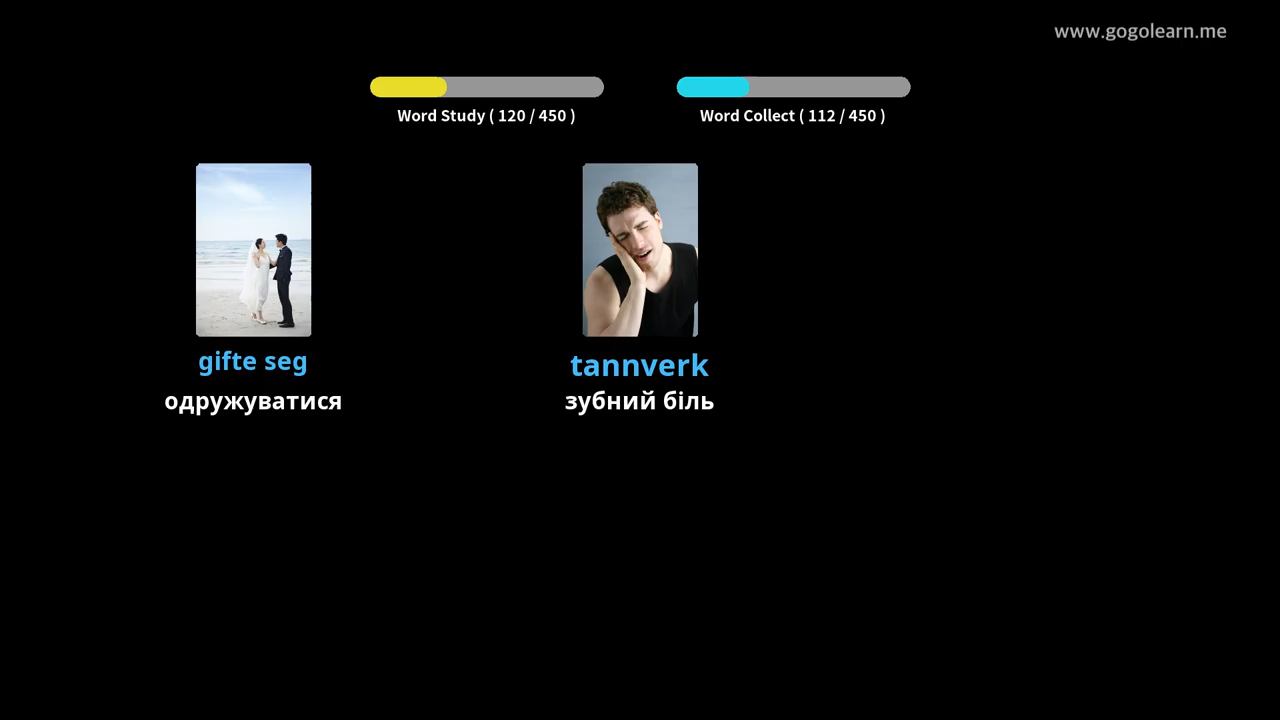 www.gogolearn.me
Word Study ( 120 / 450 )
Word Collect ( 112 / 450 )
gifte seg
одружуватися
tannverk
зубний біль